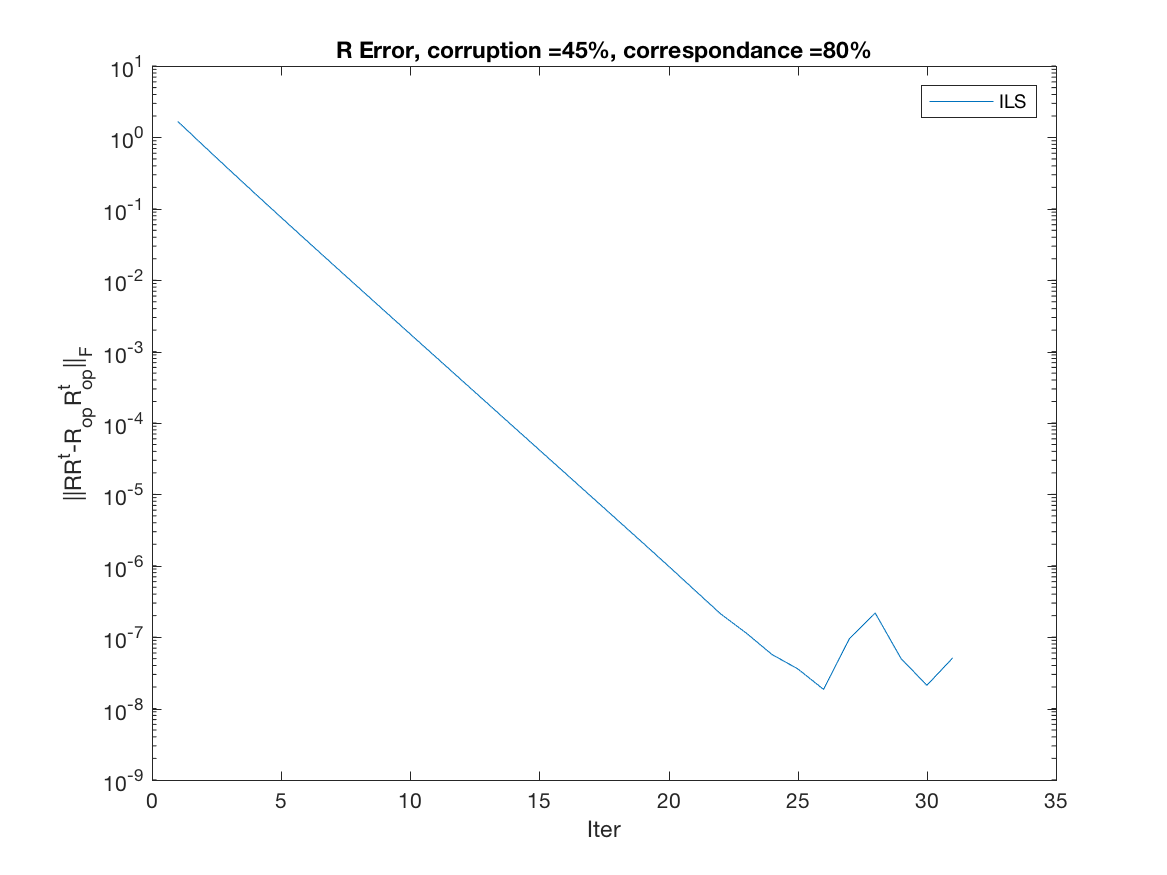 R Error, corruption =45%, correspondance =80%
ILS
10^1
10^0
10^-1
10^-2
10^-3
10^-4
10^-5
10^-6
10^-7
10^-8
10^-9
||RR^t-R_op R^t_op||_F
0 5 10 15 20 25 30 35
Iter